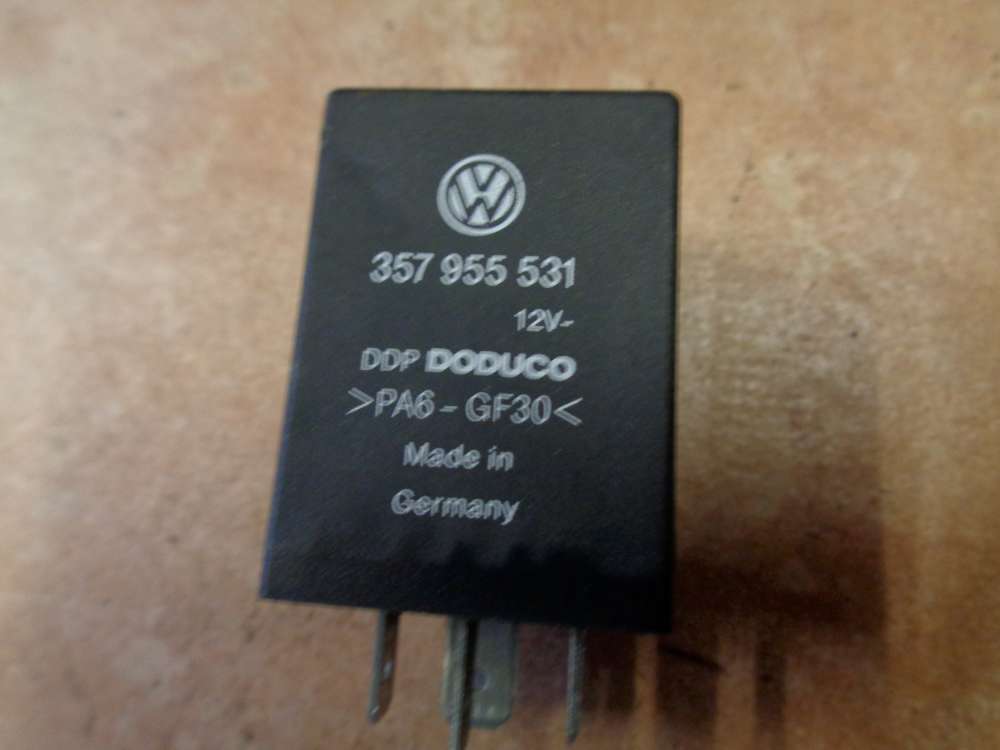 357 955 531
12V-
DDP DODUCO
>PA6-GF30<
Made in
Germany